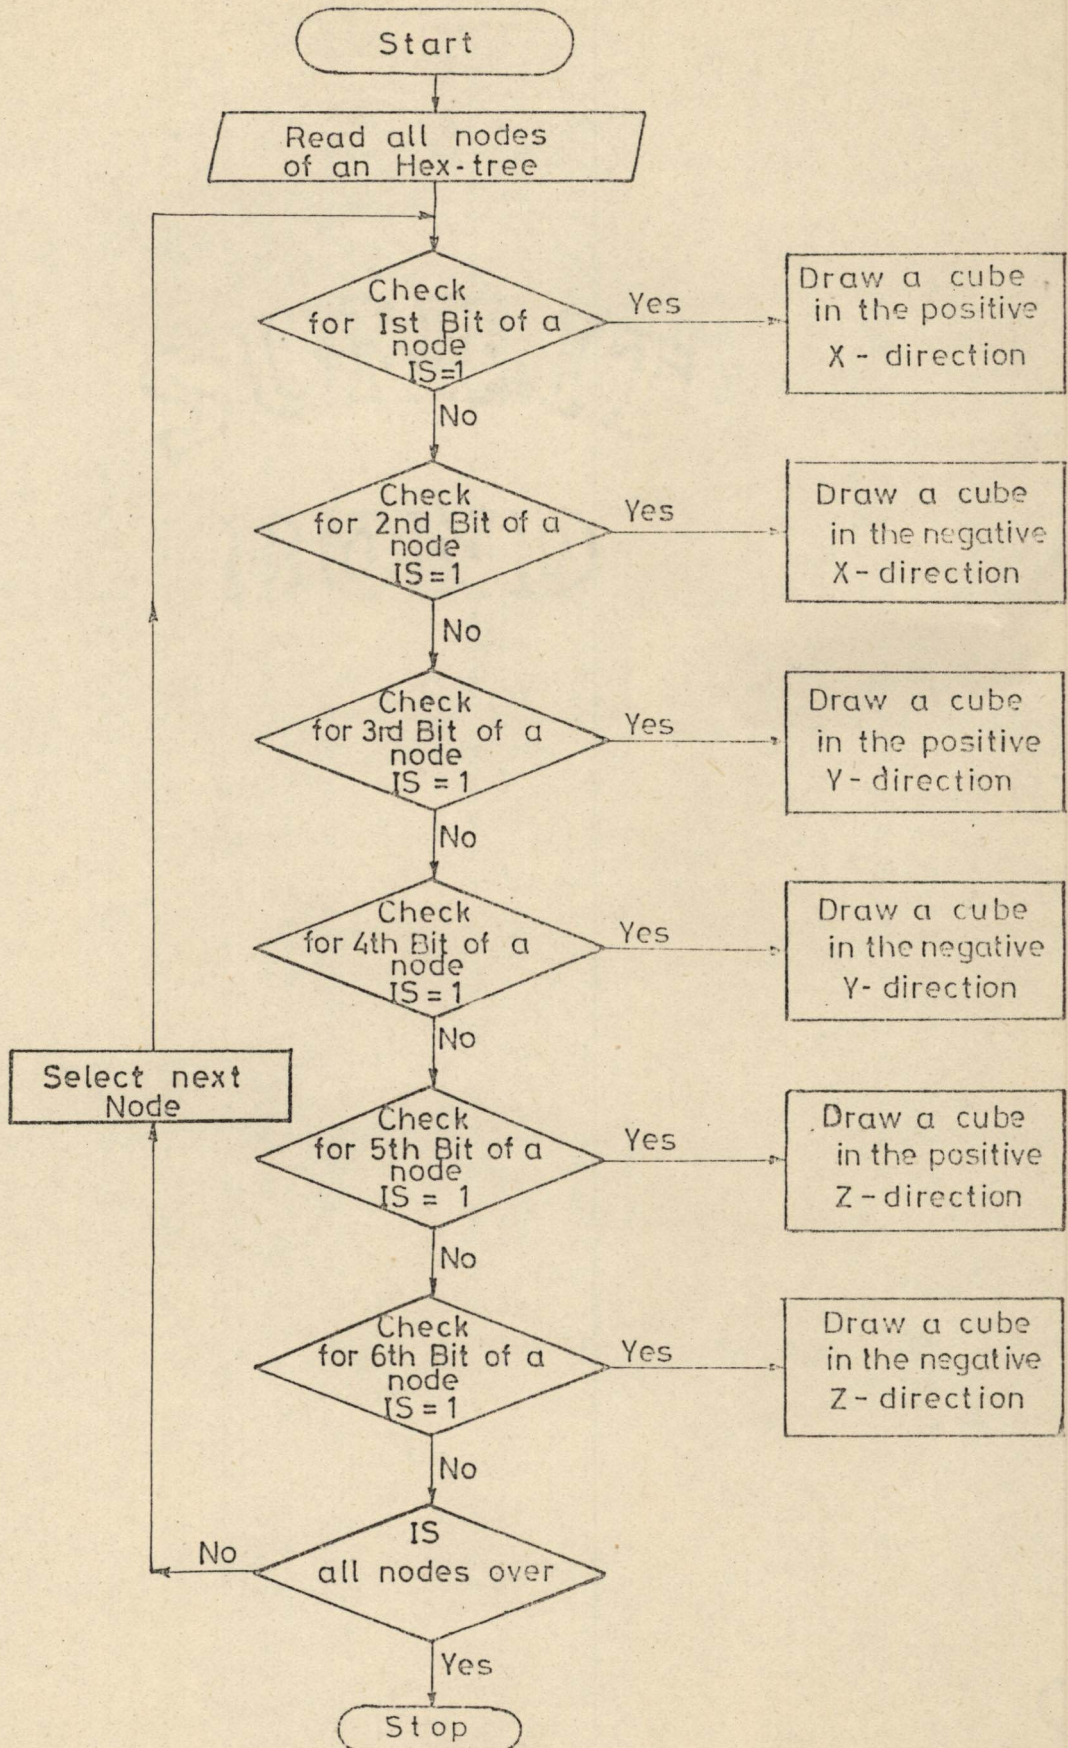 Start
Read all nodes
of an Hex-tree
Check
for Ist Bit of a
node
IS=1
Yes
Draw a cube
in the positive
X - direction
No
Check
for 2nd Bit of a
node
IS=1
Yes
Draw a cube
in the negative
X - direction
No
Check
for 3rd Bit of a
node
IS = 1
Yes
Draw a cube
in the positive
Y - direction
No
Check
for 4th Bit of a
node
IS = 1
Yes
Draw a cube
in the negative
Y- direction
No
Select next
Node
Check
for 5th Bit of a
node
IS = 1
Yes
Draw a cube
in the positive
Z - direction
No
Check
for 6th Bit of a
node
IS = 1
Yes
Draw a cube
in the negative
Z - direction
No
IS
all nodes over
No
Yes
Stop